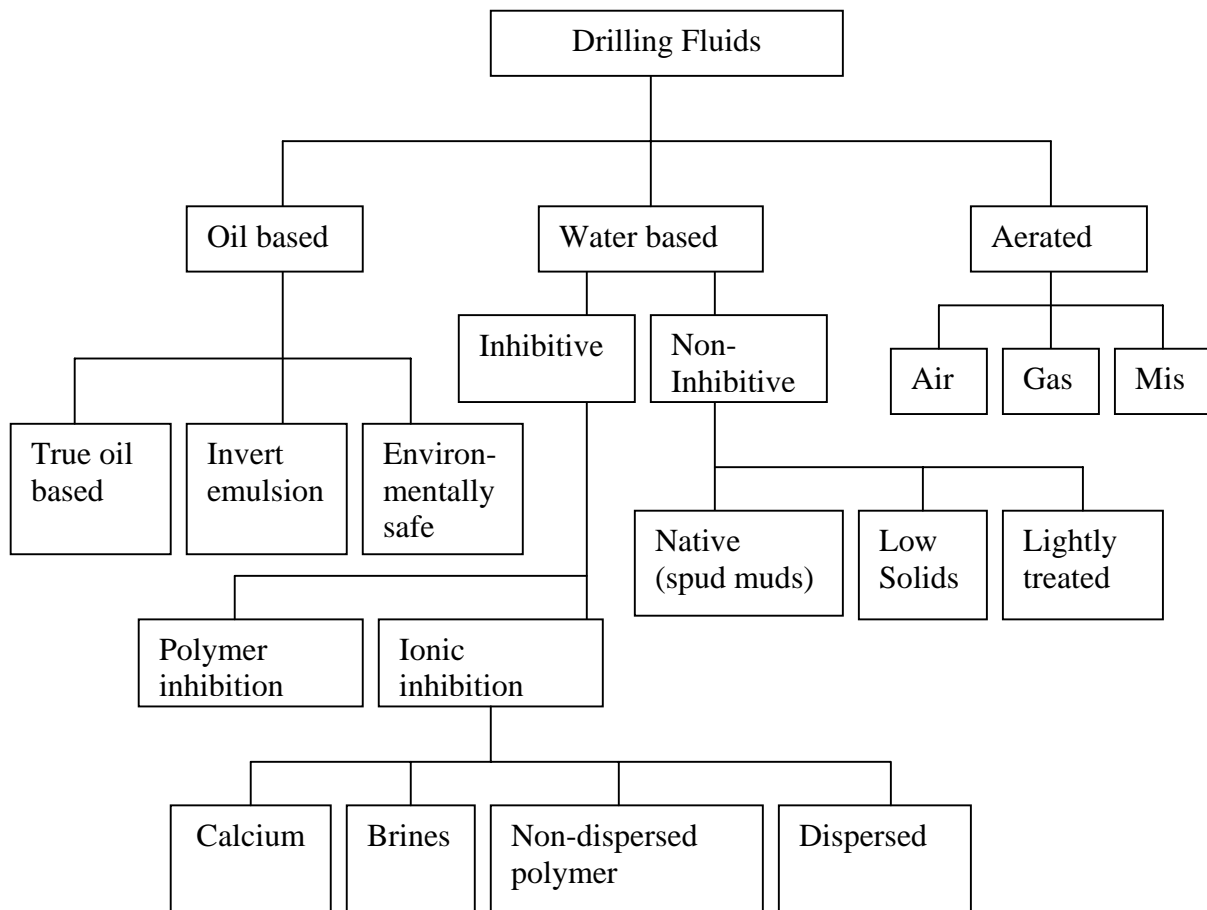 Drilling Fluids
Oil based
Water based
Aerated
Inhibitive
Non-
Inhibitive
Air
Gas
Mis
True oil
based
Invert
emulsion
Environ-
mentally
safe
Native
(spud muds)
Low
Solids
Lightly
treated
Polymer
inhibition
Ionic
inhibition
Calcium
Brines
Non-dispersed
polymer
Dispersed